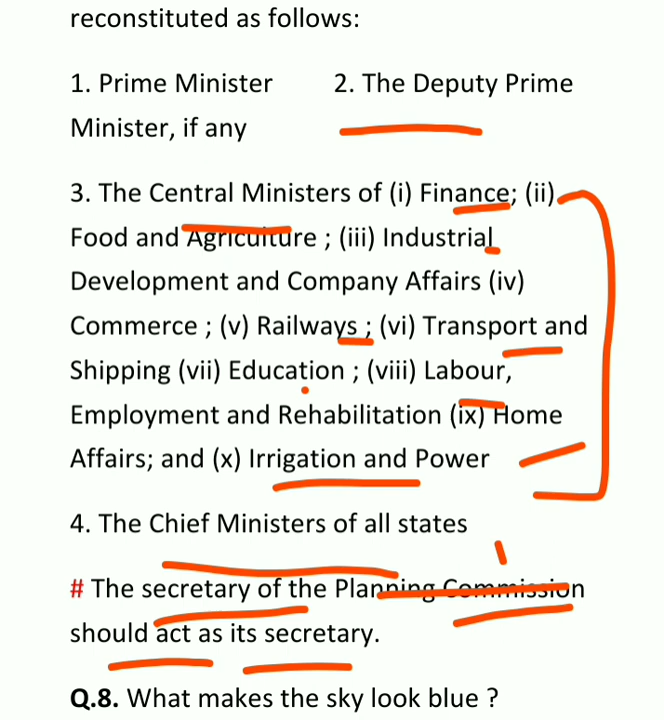 reconstituted as follows:
1. Prime Minister 2. The Deputy Prime
Minister, if any
3. The Central Ministers of (i) Finance; (ii)
Food and Agriculture ; (iii) Industrial
Development and Company Affairs (iv)
Commerce ; (v) Railways ; (vi) Transport and
Shipping (vii) Education ; (viii) Labour,
Employment and Rehabilitation (ix) Home
Affairs; and (x) Irrigation and Power
4. The Chief Ministers of all states
# The secretary of the Planning Commission
should act as its secretary.
Q.8. What makes the sky look blue ?